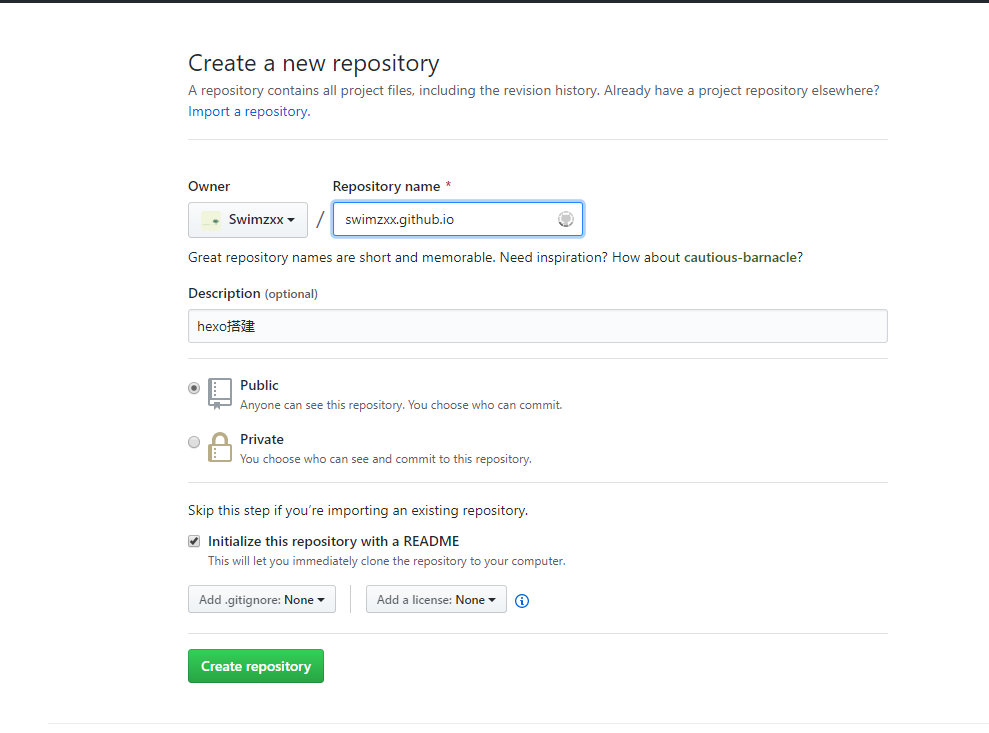 Create a new repository
A repository contains all project files, including the revision history. Already have a project repository elsewhere?
Import a repository.
Owner
Repository name *
Swimzxx
/
swimzxx.github.io
Great repository names are short and memorable. Need inspiration? How about cautious-barnacle?
Description (optional)
hexo搭建
Public
Anyone can see this repository. You choose who can commit.
Private
You choose who can see and commit to this repository.
Skip this step if you’re importing an existing repository.
Initialize this repository with a README
This will let you immediately clone the repository to your computer.
Add .gitignore: None
Add a license: None
Create repository